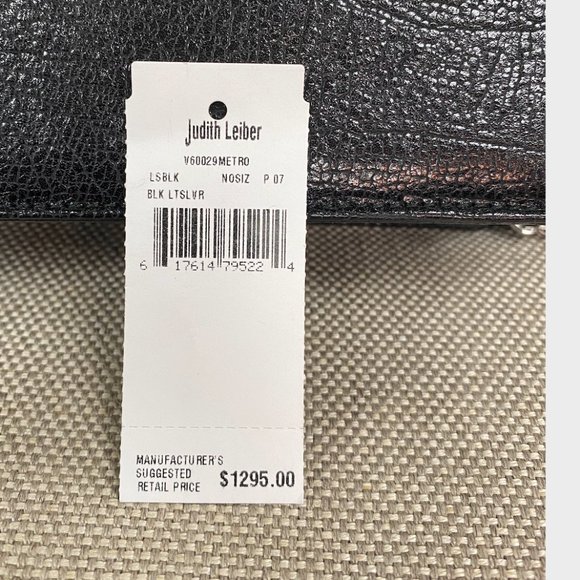 Judith Leiber
V60029METRO
LSBLK NOSIZ P 07
BLK LTSLVR
6 17614 79522 4
MANUFACTURER'S
SUGGESTED
RETAIL PRICE $1295.00